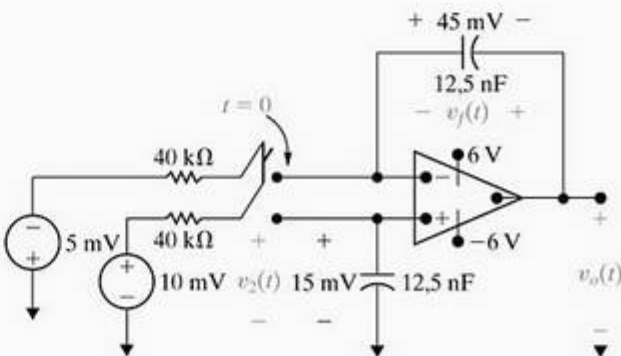 + 45 mV −
12,5 nF
− v_f(t) +
t = 0
40 kΩ
6 V
−
+
40 kΩ
−6 V
−
+
5 mV
+
−
10 mV
+
v_2(t)
−
+
15 mV
−
12,5 nF
+
v_o(t)
−